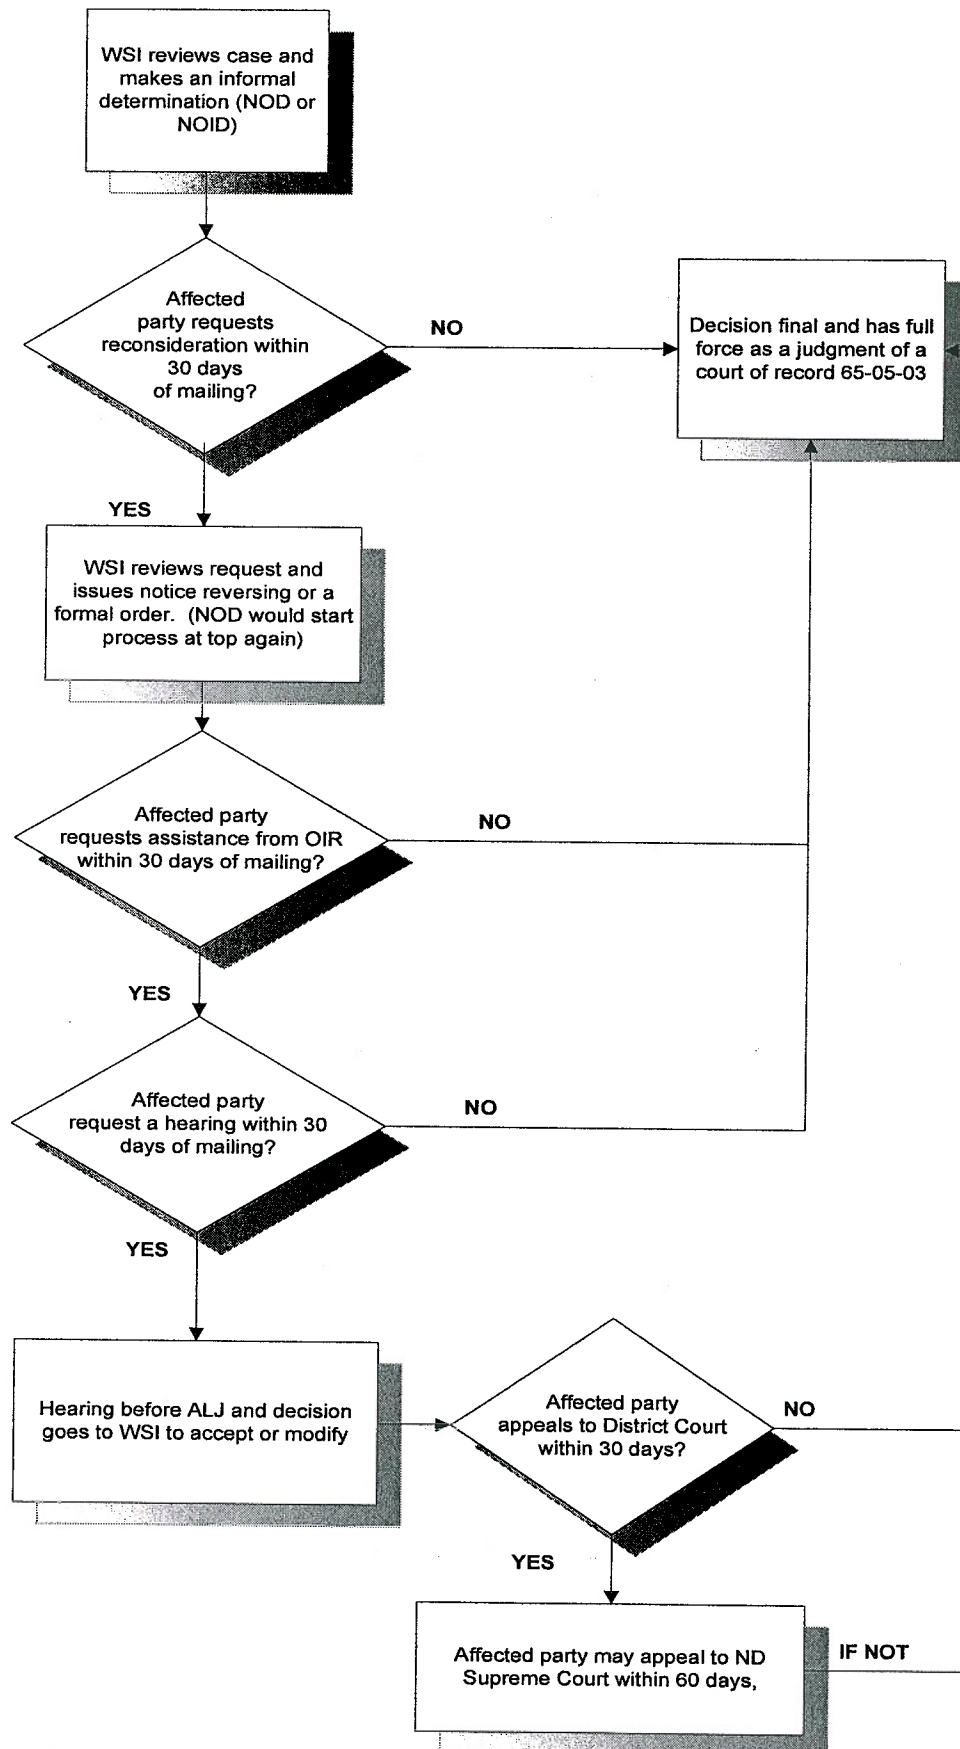 WSI reviews case and
makes an informal
determination (NOD or
NOID)
Affected
party requests
reconsideration within
30 days
of mailing?
NO
Decision final and has full
force as a judgment of a
court of record 65-05-03
YES
WSI reviews request and
issues notice reversing or a
formal order.  (NOD would start
process at top again)
Affected party
requests assistance from OIR
within 30 days of mailing?
NO
YES
Affected party
request a hearing within 30
days of mailing?
NO
YES
Hearing before ALJ and decision
goes to WSI to accept or modify
Affected party
appeals to District Court
within 30 days?
NO
YES
Affected party may appeal to ND
Supreme Court within 60 days,
IF NOT